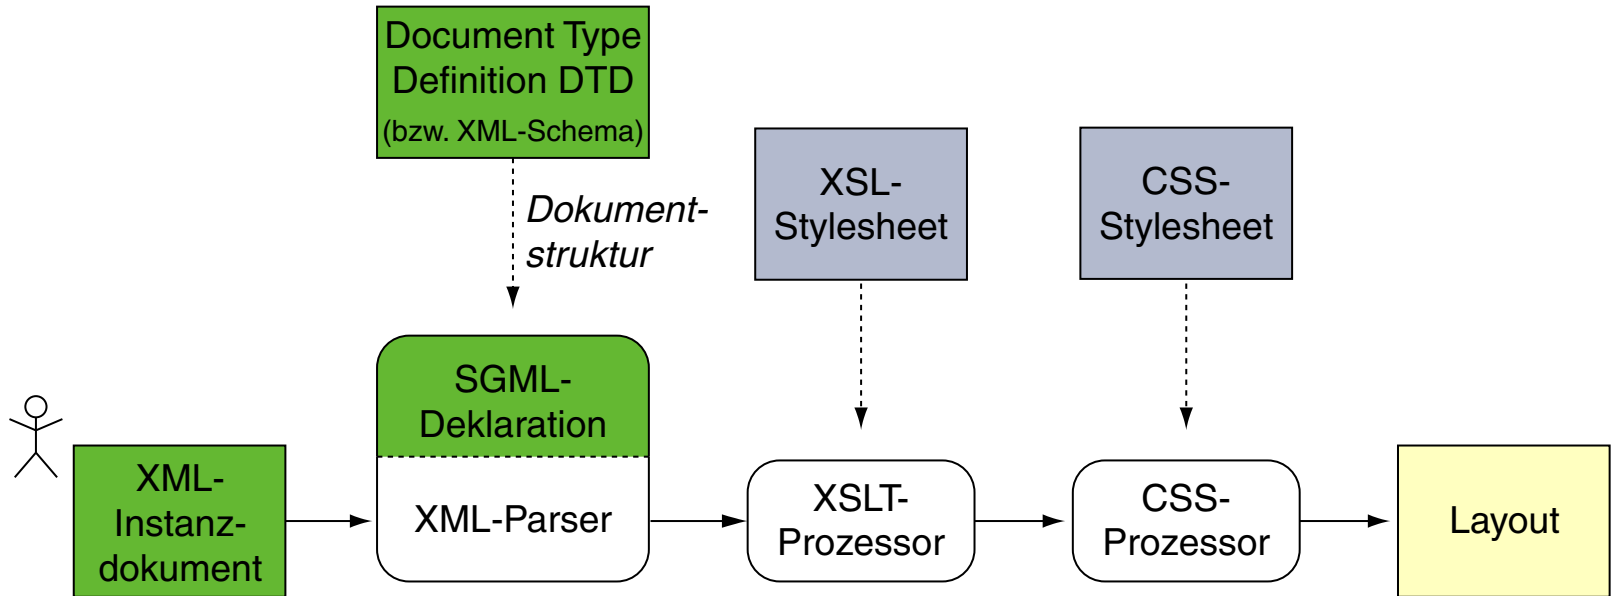 Document Type
Definition DTD
(bzw. XML-Schema)
Dokument-
struktur
XSL-
Stylesheet
CSS-
Stylesheet
SGML-
Deklaration
XML-
Instanz-
dokument
XML-Parser
XSLT-
Prozessor
CSS-
Prozessor
Layout